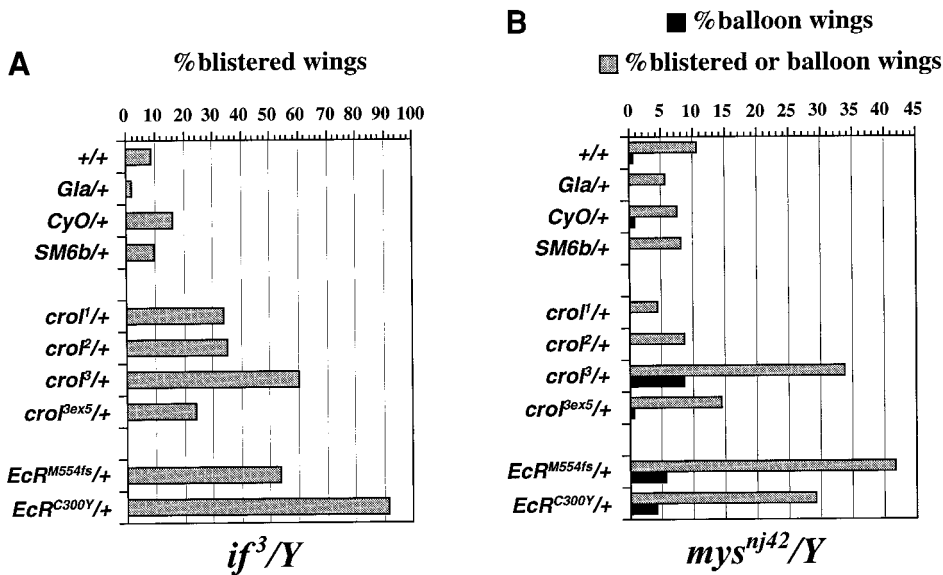 A
%blistered wings
0 10 20 30 40 50 60 70 80 90 100
+/+
Gla/+
CyO/+
SM6b/+
crol¹/+
crol²/+
crol³/+
crol³ᵉˣ⁵/+
EcRᴹ⁵⁵⁴ᶠˢ/+
EcRᶜ³⁰⁰ʸ/+
if³/Y
B
%balloon wings
%blistered or balloon wings
0 5 10 15 20 25 30 35 40 45
+/+
Gla/+
CyO/+
SM6b/+
crol¹/+
crol²/+
crol³/+
crol³ᵉˣ⁵/+
EcRᴹ⁵⁵⁴ᶠˢ/+
EcRᶜ³⁰⁰ʸ/+
mysⁿʲ⁴²/Y